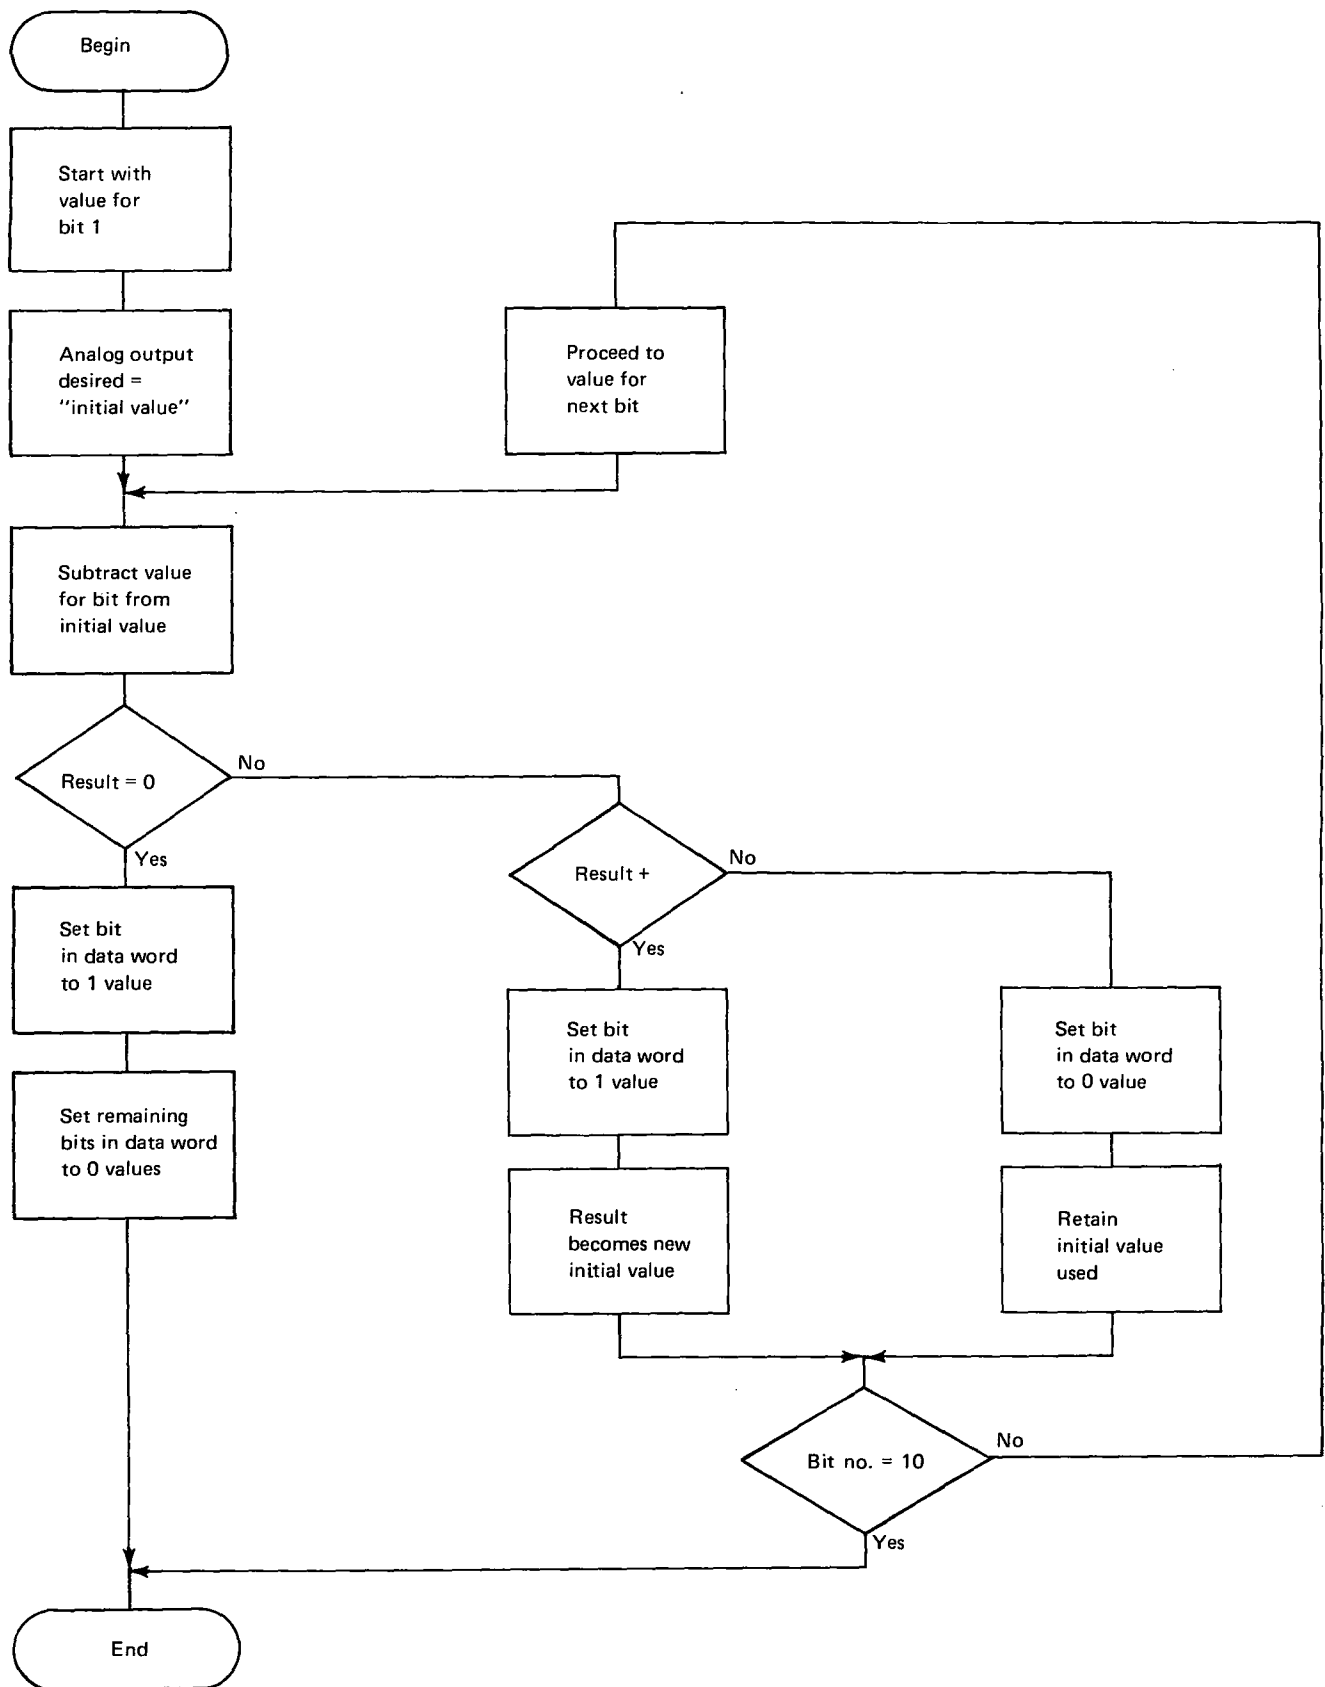 Begin
Start with
value for
bit 1
Analog output
desired =
"initial value"
Proceed to
value for
next bit
Subtract value
for bit from
initial value
Result = 0
No
Yes
Result +
No
Yes
Set bit
in data word
to 1 value
Set remaining
bits in data word
to 0 values
Set bit
in data word
to 1 value
Result
becomes new
initial value
Set bit
in data word
to 0 value
Retain
initial value
used
Bit no. = 10
No
Yes
End